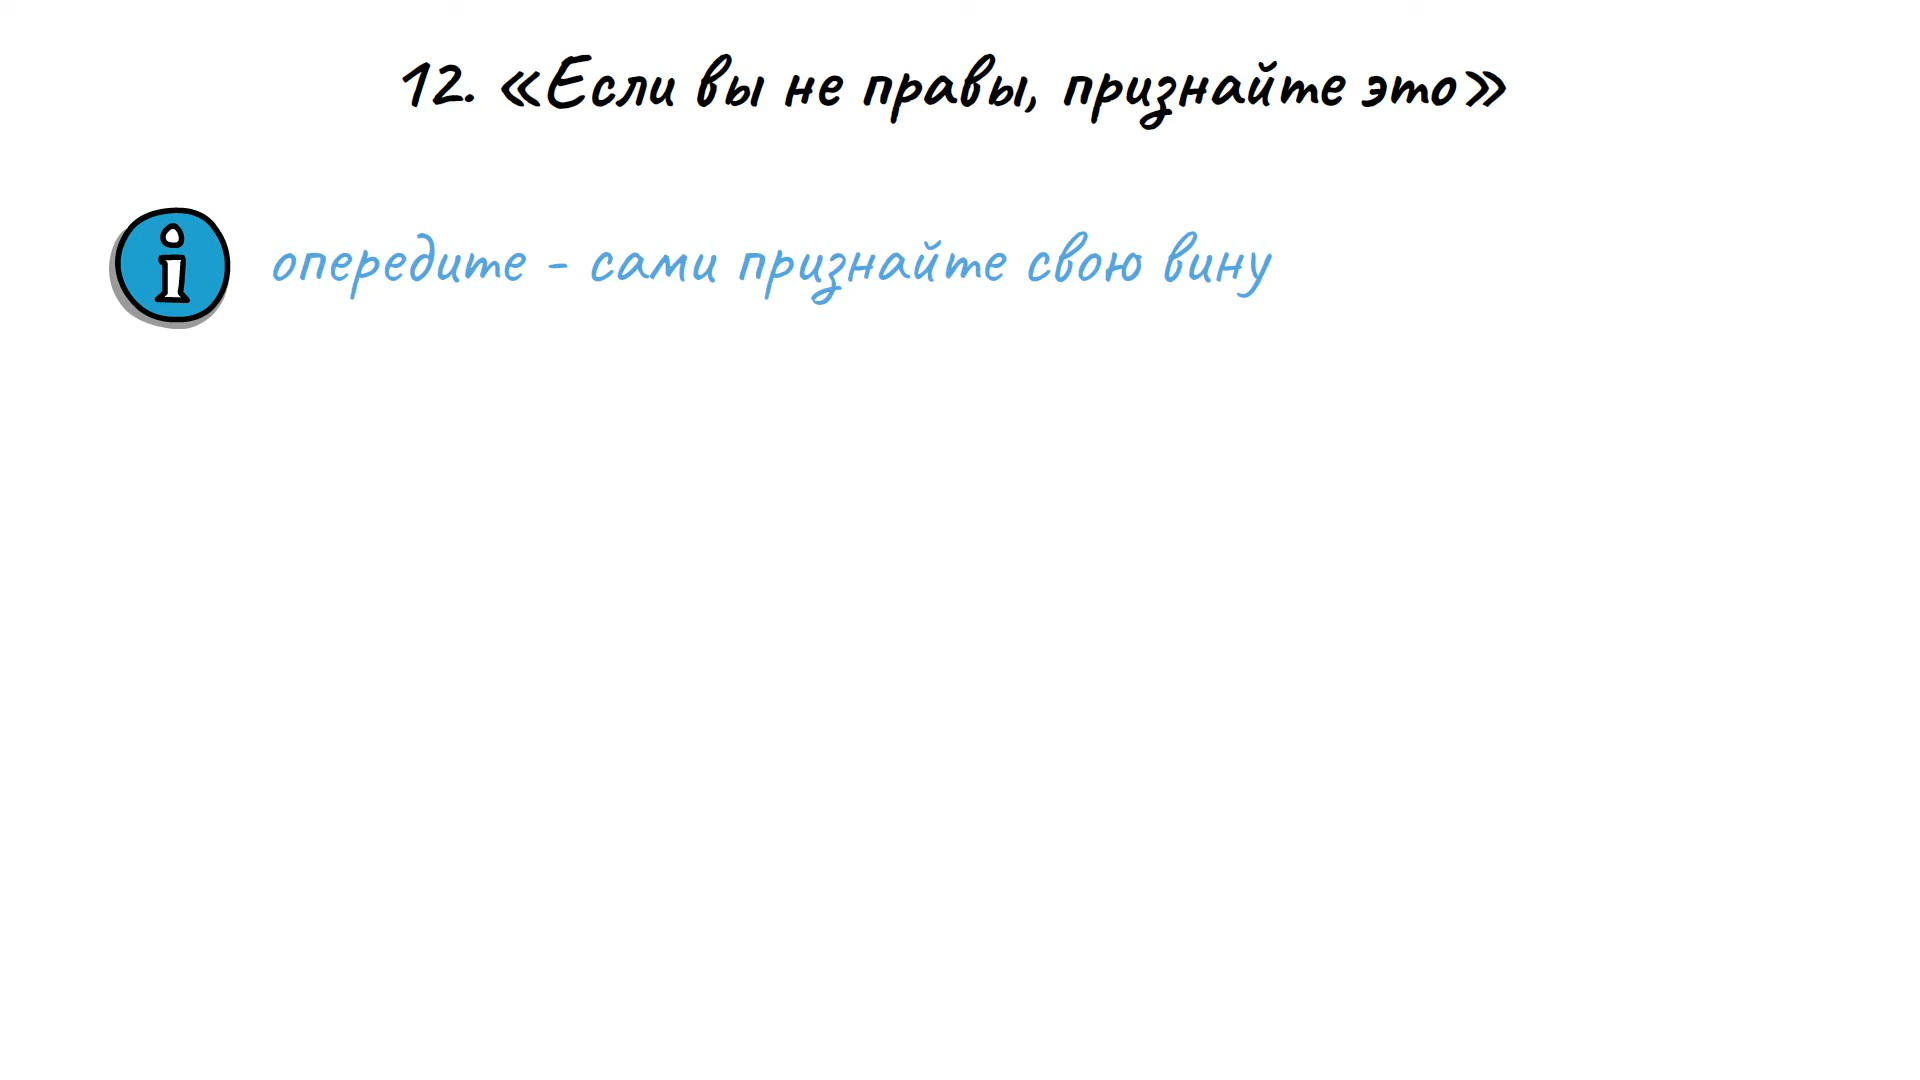 12. «Если вы не правы, признайте это»
опередите - сами признайте свою вину